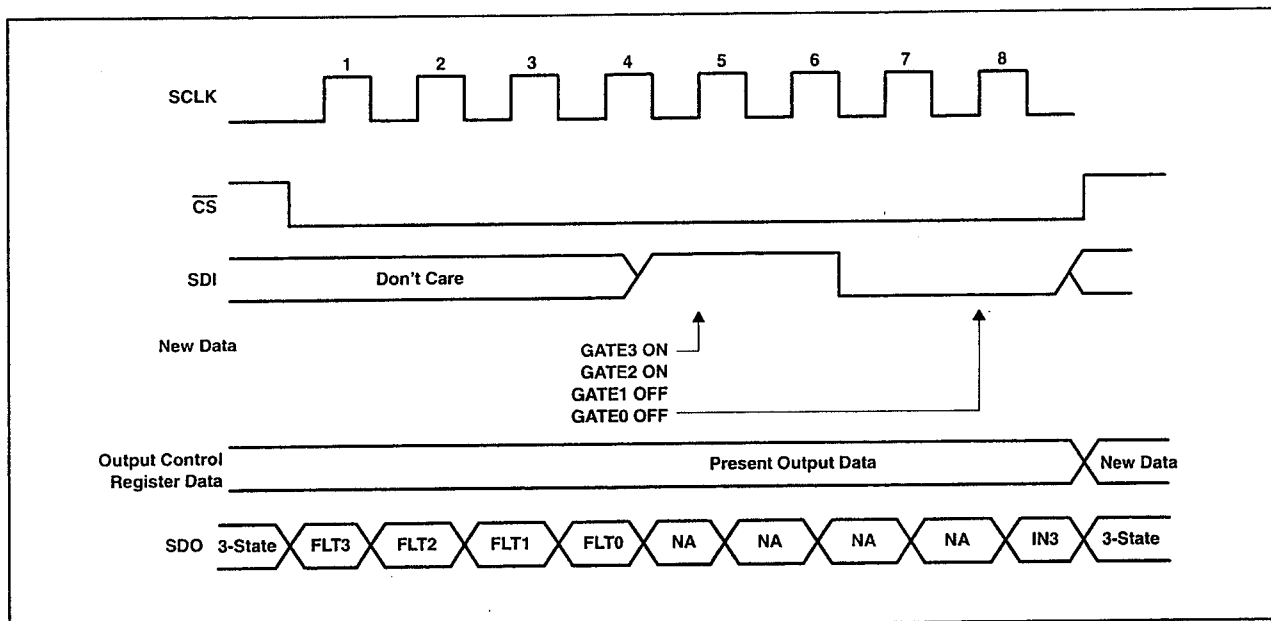 1 2 3 4 5 6 7 8
SCLK
CS
SDI
Don't Care
New Data
GATE3 ON
GATE2 ON
GATE1 OFF
GATE0 OFF
Output Control
Register Data
Present Output Data
New Data
SDO
3-State
FLT3
FLT2
FLT1
FLT0
NA
NA
NA
NA
IN3
3-State